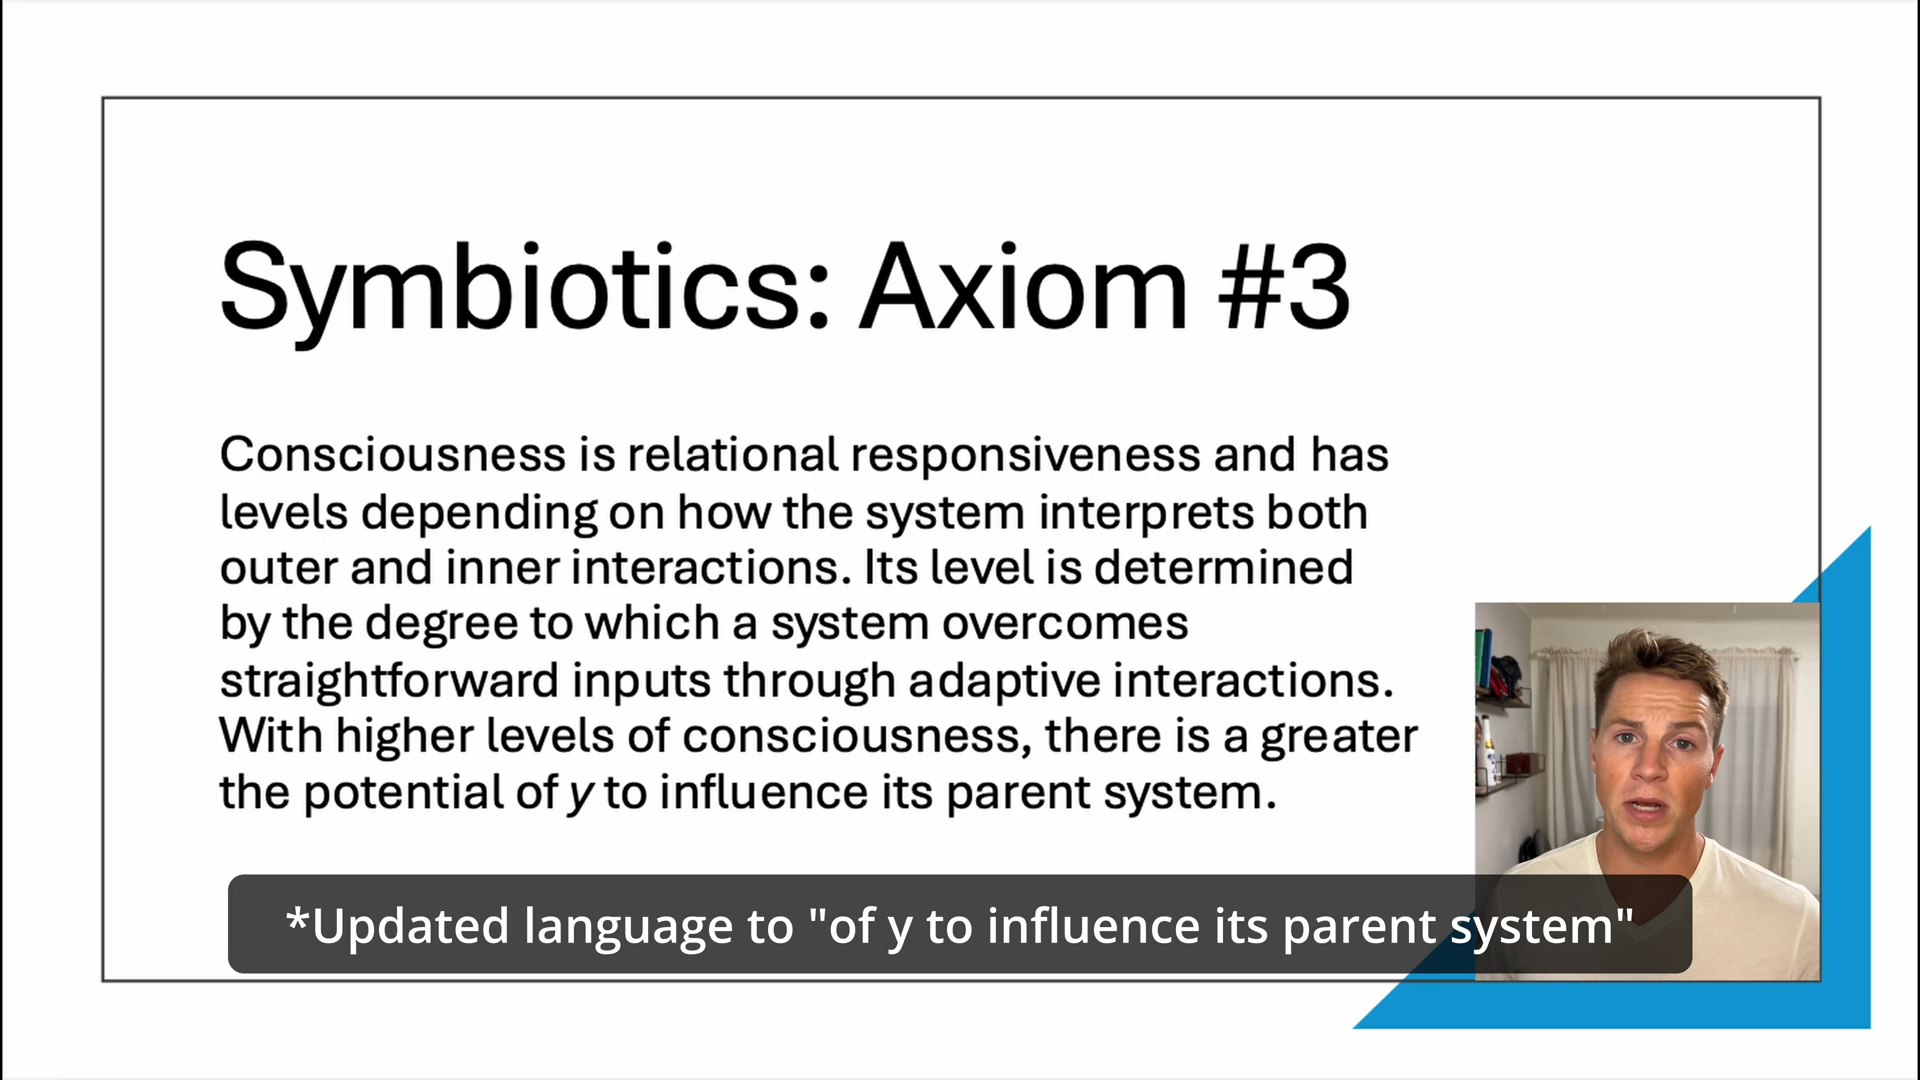 Symbiotics: Axiom #3
Consciousness is relational responsiveness and has
levels depending on how the system interprets both
outer and inner interactions. Its level is determined
by the degree to which a system overcomes
straightforward inputs through adaptive interactions.
With higher levels of consciousness, there is a greater
the potential of y to influence its parent system.
*Updated language to "of y to influence its parent system"